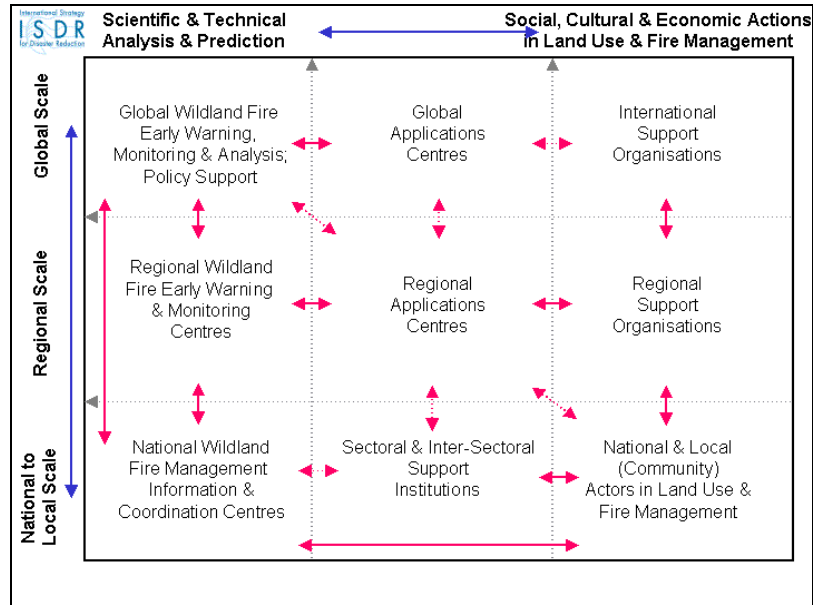 International Strategy
ISDR
for Disaster Reduction
Scientific & Technical
Analysis & Prediction
Social, Cultural & Economic Actions
in Land Use & Fire Management
Global Scale
Global Wildland Fire
Early Warning,
Monitoring & Analysis;
Policy Support
Global
Applications
Centres
International
Support
Organisations
Regional Scale
Regional Wildland
Fire Early Warning
& Monitoring
Centres
Regional
Applications
Centres
Regional
Support
Organisations
National to
Local Scale
National Wildland
Fire Management
Information &
Coordination Centres
Sectoral & Inter-Sectoral
Support
Institutions
National & Local
(Community)
Actors in Land Use &
Fire Management